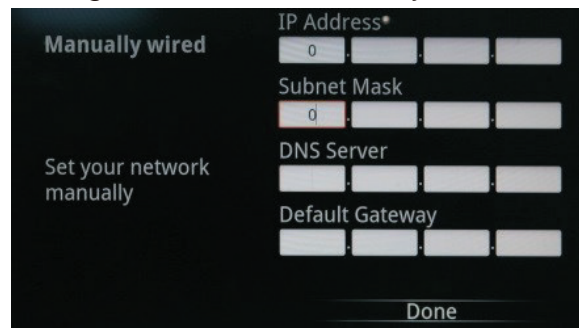 Manually wired
Set your network
manually
IP Address*
0 . . .
Subnet Mask
0 . . .
DNS Server
. . .
Default Gateway
. . .
Done